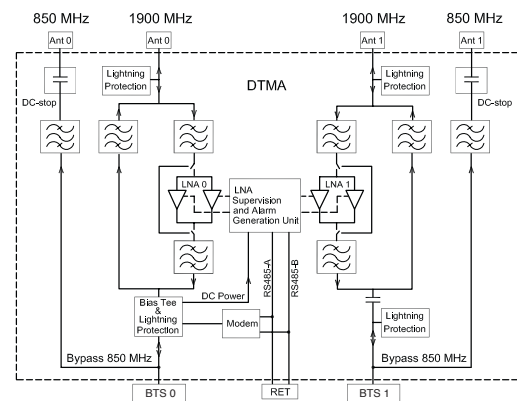 850 MHz
1900 MHz
1900 MHz
850 MHz
Ant 0
Ant 0
Ant 1
Ant 1
Lightning
Protection
DTMA
Lightning
Protection
DC-stop
DC-stop
LNA 0
LNA
Supervision
and Alarm
Generation Unit
LNA 1
DC Power
RS485-A
RS485-B
Bias Tee
&
Lightning
Protection
Modem
Lightning
Protection
Bypass 850 MHz
Bypass 850 MHz
BTS 0
RET
BTS 1